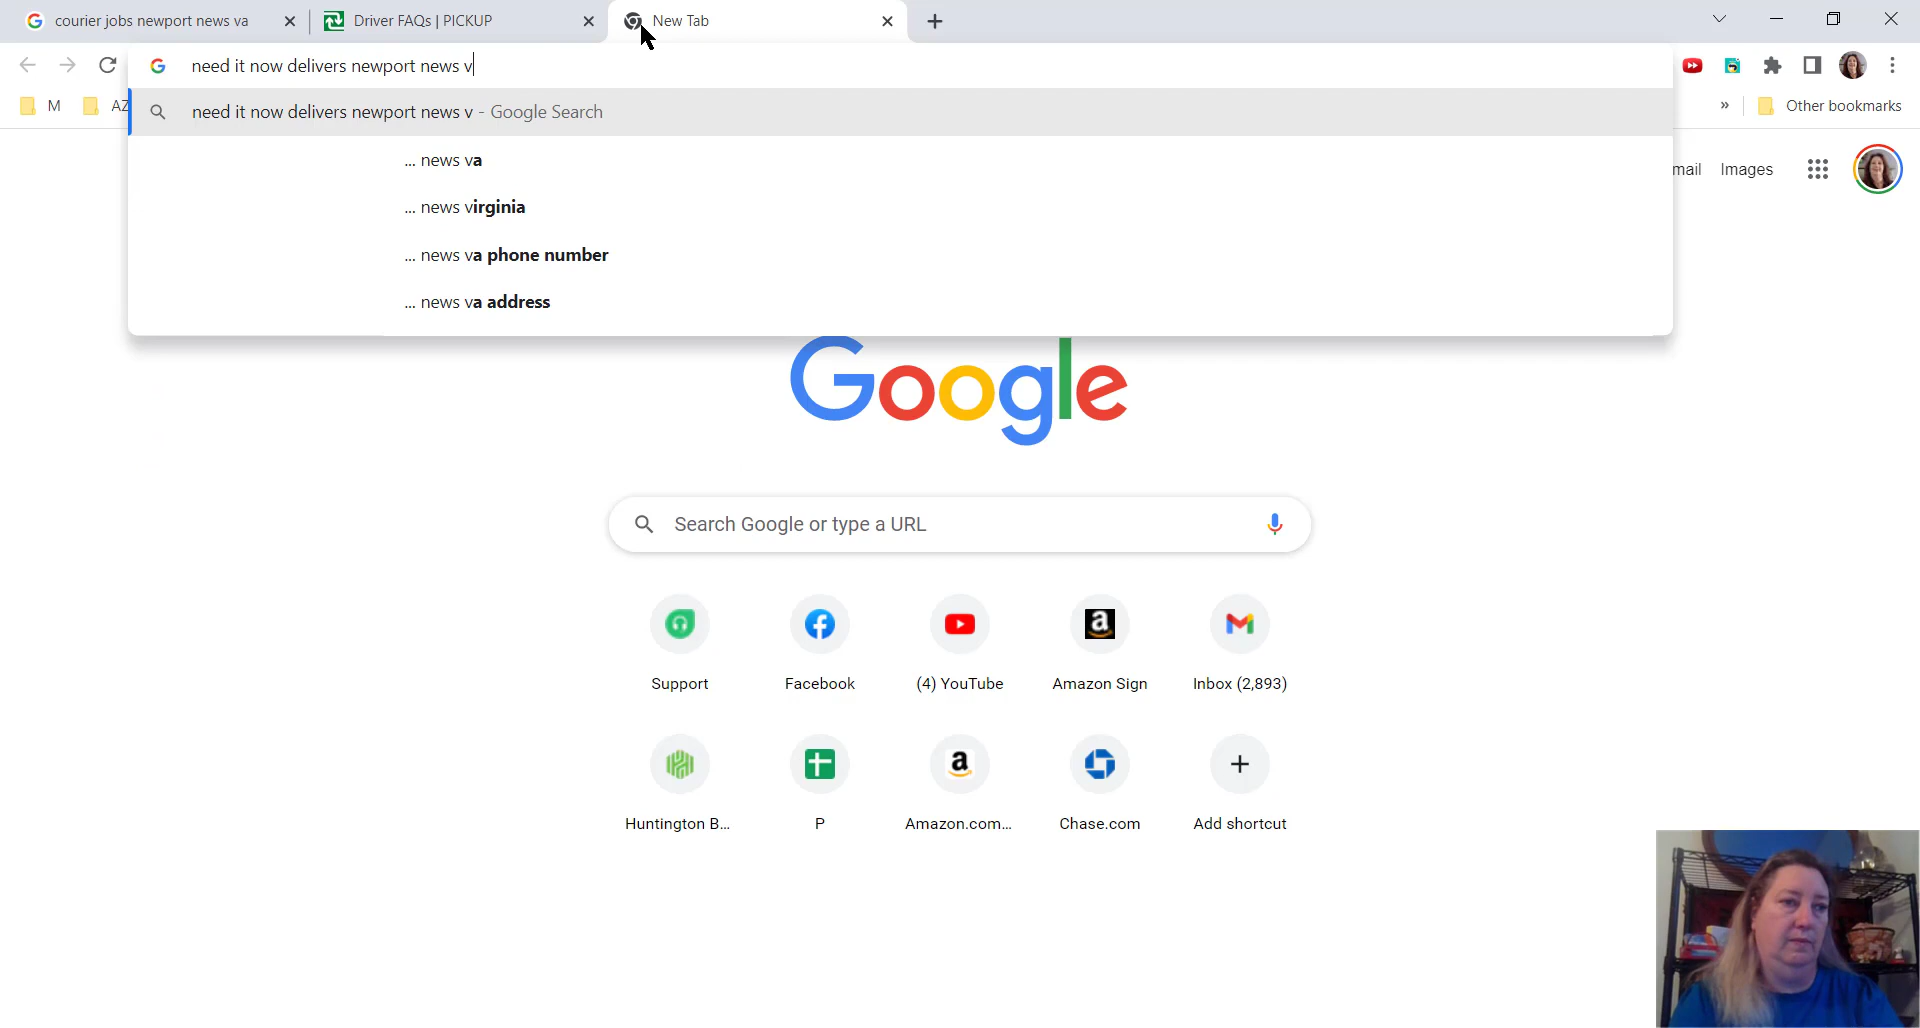 courier jobs newport news va
Driver FAQs | PICKUP
New Tab
need it now delivers newport news v
M
AZ
Other bookmarks
need it now delivers newport news v - Google Search
... news va
... news virginia
... news va phone number
... news va address
mail Images
Google
Search Google or type a URL
Support
Facebook
(4) YouTube
Amazon Sign
Inbox (2,893)
Huntington B...
P
Amazon.com...
Chase.com
Add shortcut